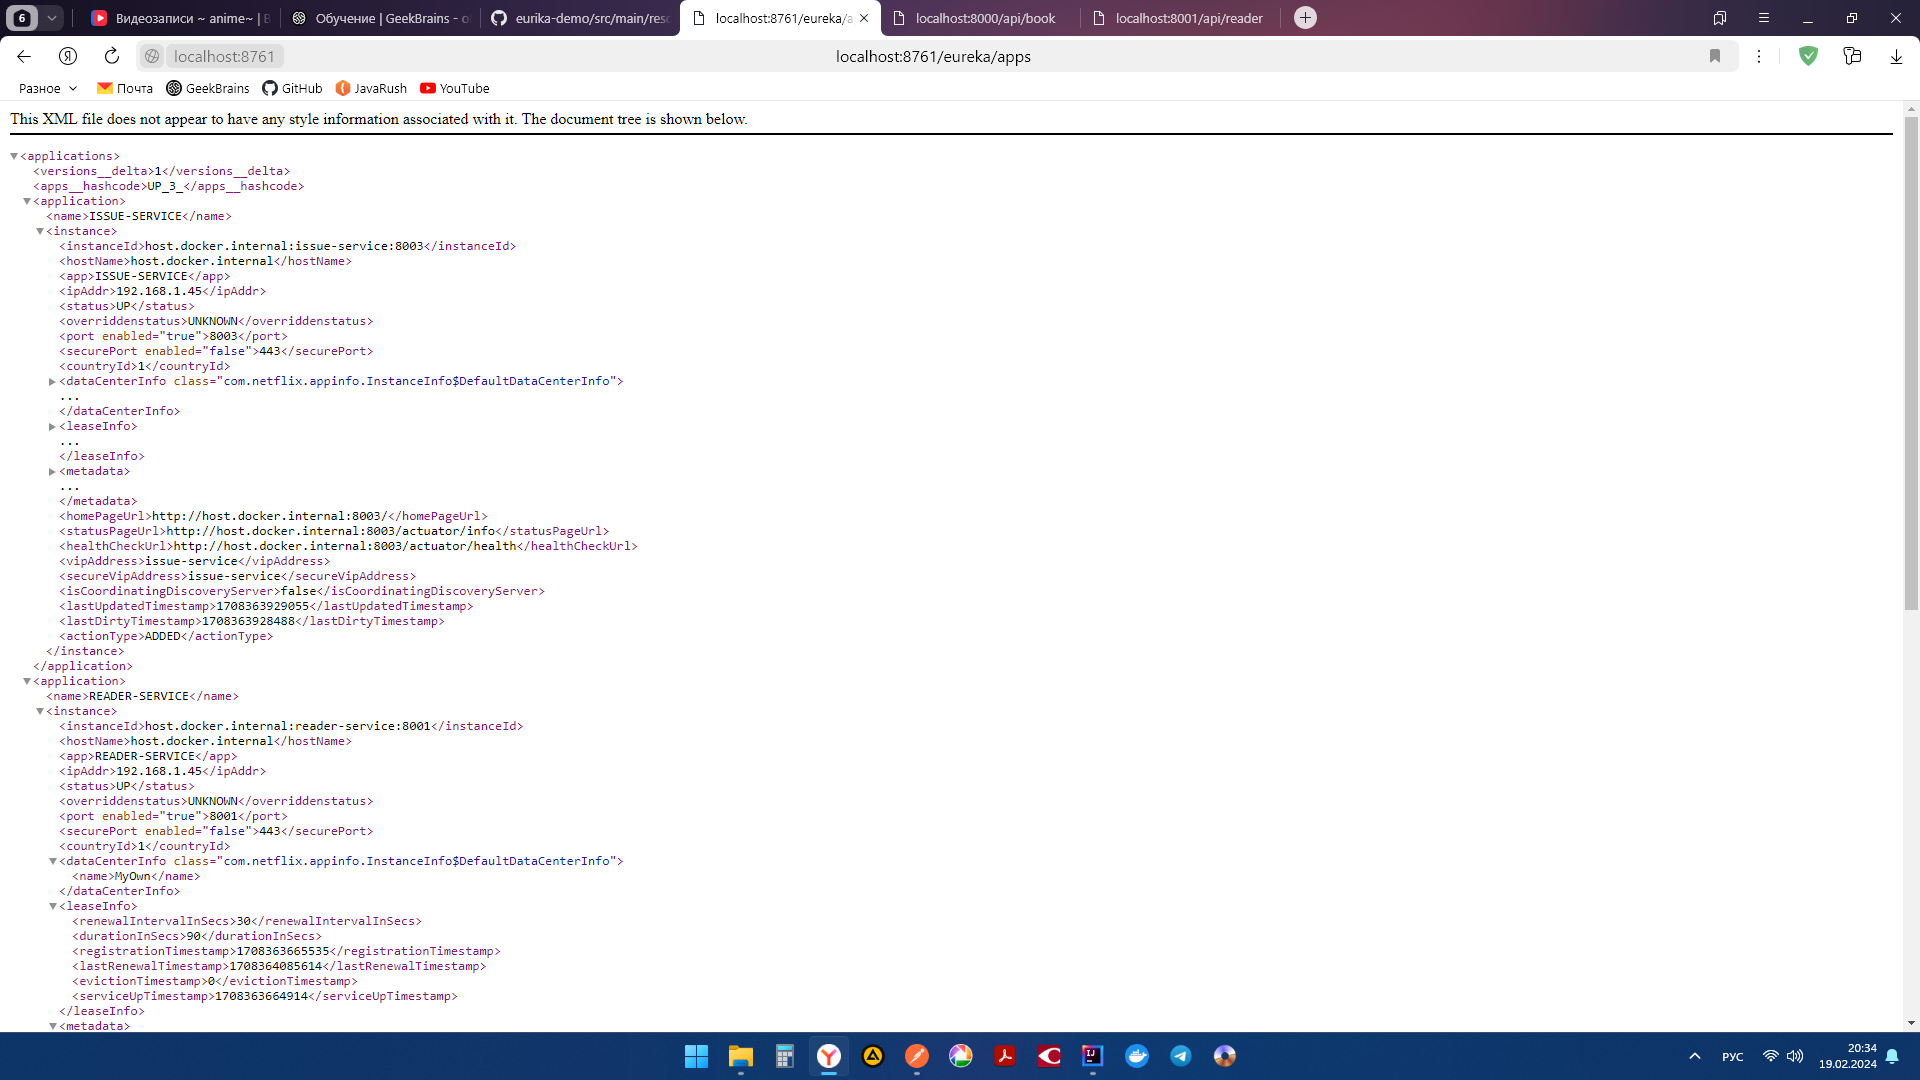 6
Видеозаписи ~ anime~ | В
Обучение | GeekBrains - о
eurika-demo/src/main/resc
localhost:8761/eureka/a
localhost:8000/api/book
localhost:8001/api/reader
localhost:8761
localhost:8761/eureka/apps
Разное
Почта
GeekBrains
GitHub
JavaRush
YouTube
This XML file does not appear to have any style information associated with it. The document tree is shown below.
<applications>
<versions__delta>1</versions__delta>
<apps__hashcode>UP_3_</apps__hashcode>
<application>
<name>ISSUE-SERVICE</name>
<instance>
<instanceId>host.docker.internal:issue-service:8003</instanceId>
<hostName>host.docker.internal</hostName>
<app>ISSUE-SERVICE</app>
<ipAddr>192.168.1.45</ipAddr>
<status>UP</status>
<overriddenstatus>UNKNOWN</overriddenstatus>
<port enabled="true">8003</port>
<securePort enabled="false">443</securePort>
<countryId>1</countryId>
<dataCenterInfo class="com.netflix.appinfo.InstanceInfo$DefaultDataCenterInfo">
...
</dataCenterInfo>
<leaseInfo>
...
</leaseInfo>
<metadata>
...
</metadata>
<homePageUrl>http://host.docker.internal:8003/</homePageUrl>
<statusPageUrl>http://host.docker.internal:8003/actuator/info</statusPageUrl>
<healthCheckUrl>http://host.docker.internal:8003/actuator/health</healthCheckUrl>
<vipAddress>issue-service</vipAddress>
<secureVipAddress>issue-service</secureVipAddress>
<isCoordinatingDiscoveryServer>false</isCoordinatingDiscoveryServer>
<lastUpdatedTimestamp>1708363929055</lastUpdatedTimestamp>
<lastDirtyTimestamp>1708363928488</lastDirtyTimestamp>
<actionType>ADDED</actionType>
</instance>
</application>
<application>
<name>READER-SERVICE</name>
<instance>
<instanceId>host.docker.internal:reader-service:8001</instanceId>
<hostName>host.docker.internal</hostName>
<app>READER-SERVICE</app>
<ipAddr>192.168.1.45</ipAddr>
<status>UP</status>
<overriddenstatus>UNKNOWN</overriddenstatus>
<port enabled="true">8001</port>
<securePort enabled="false">443</securePort>
<countryId>1</countryId>
<dataCenterInfo class="com.netflix.appinfo.InstanceInfo$DefaultDataCenterInfo">
<name>MyOwn</name>
</dataCenterInfo>
<leaseInfo>
<renewalIntervalInSecs>30</renewalIntervalInSecs>
<durationInSecs>90</durationInSecs>
<registrationTimestamp>1708363665535</registrationTimestamp>
<lastRenewalTimestamp>1708364085614</lastRenewalTimestamp>
<evictionTimestamp>0</evictionTimestamp>
<serviceUpTimestamp>1708363664914</serviceUpTimestamp>
</leaseInfo>
<metadata>
РУС
20:34
19.02.2024